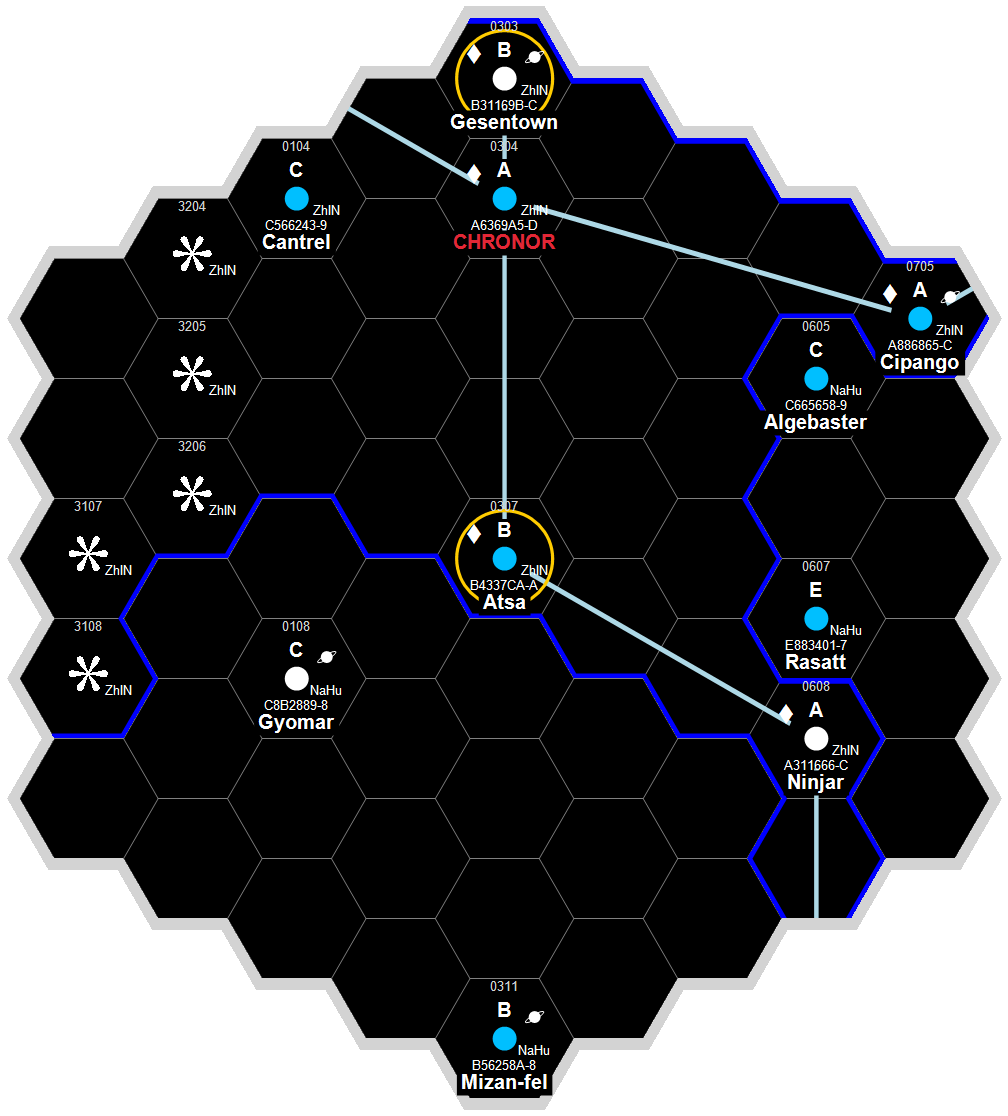 0303
B
ZhIN
B31169B-C
Gesentown
0104
C
ZhIN
C566243-9
Cantrel
0304
A
ZhIN
A6369A5-D
CHRONOR
3204
ZhIN
0705
A
ZhIN
A886865-C
Cipango
3205
ZhIN
0605
C
NaHu
C665658-9
Algebaster
3206
ZhIN
3107
ZhIN
0307
B
ZhIN
B4337CA-A
Atsa
0607
E
NaHu
E883401-7
Rasatt
3108
ZhIN
0108
C
NaHu
C8B2889-8
Gyomar
0608
A
ZhIN
A311666-C
Ninjar
0311
B
NaHu
B56258A-8
Mizan-fel